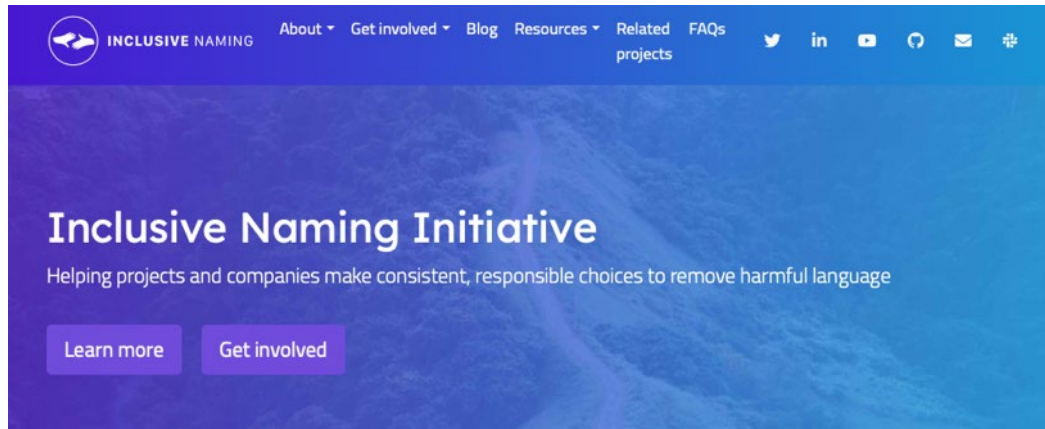 INCLUSIVE NAMING
About
Get involved
Blog
Resources
Related
projects
FAQs
in
Inclusive Naming Initiative
Helping projects and companies make consistent, responsible choices to remove harmful language
Learn more
Get involved